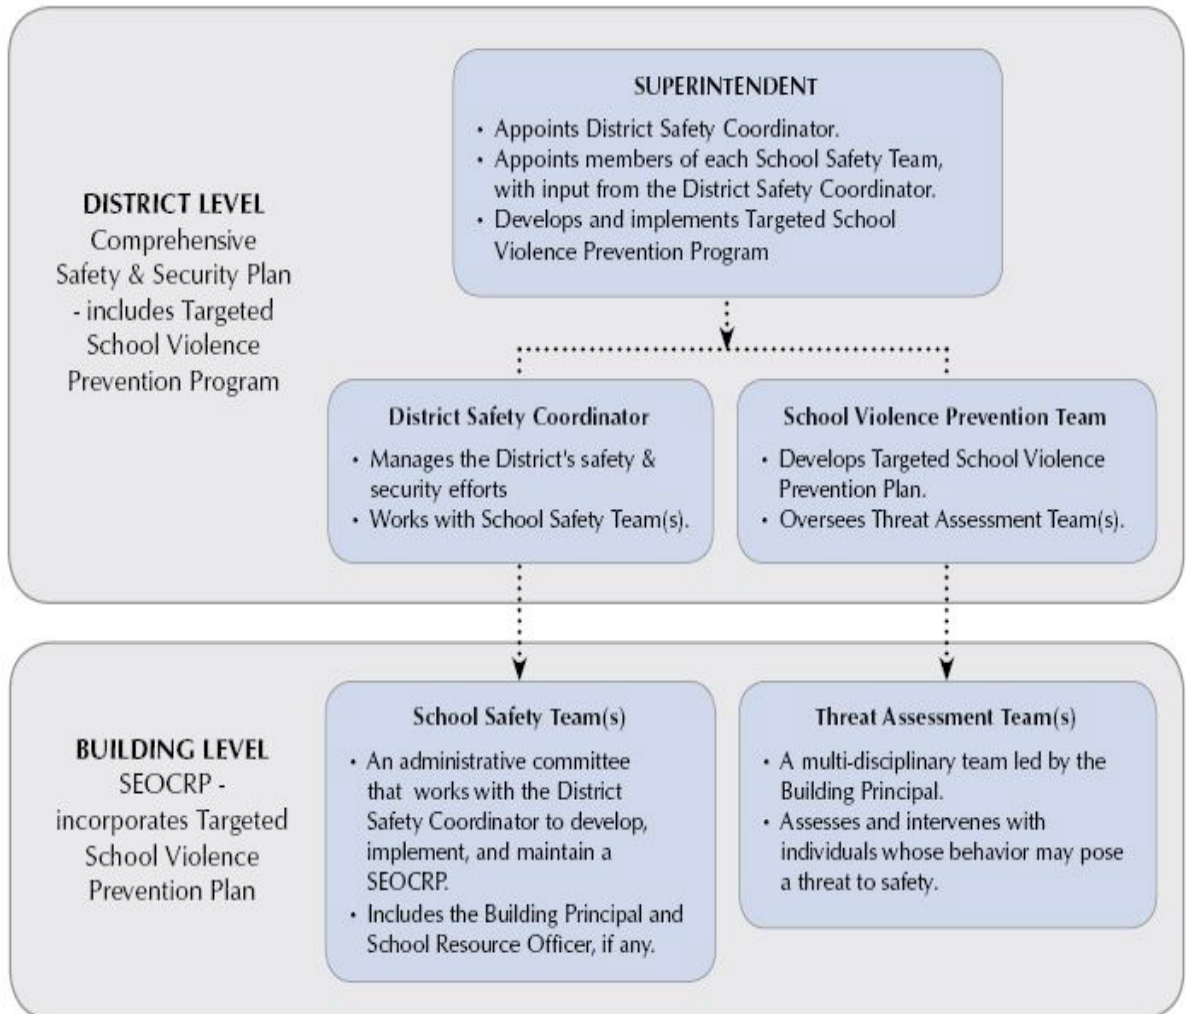 SUPERINTENDENT
• Appoints District Safety Coordinator.
• Appoints members of each School Safety Team,
with input from the District Safety Coordinator.
• Develops and implements Targeted School
Violence Prevention Program
DISTRICT LEVEL
Comprehensive
Safety & Security Plan
- includes Targeted
School Violence
Prevention Program
District Safety Coordinator
• Manages the District's safety &
security efforts
• Works with School Safety Team(s).
School Violence Prevention Team
• Develops Targeted School Violence
Prevention Plan.
• Oversees Threat Assessment Team(s).
BUILDING LEVEL
SEOCRP -
incorporates Targeted
School Violence
Prevention Plan
School Safety Team(s)
• An administrative committee
that works with the District
Safety Coordinator to develop,
implement, and maintain a
SEOCRP.
• Includes the Building Principal and
School Resource Officer, if any.
Threat Assessment Team(s)
• A multi-disciplinary team led by the
Building Principal.
• Assesses and intervenes with
individuals whose behavior may pose
a threat to safety.